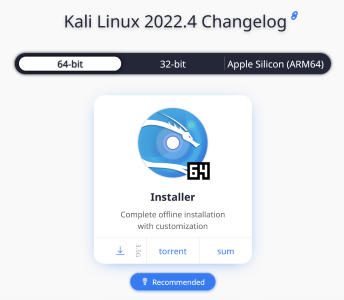 Kali Linux 2022.4 Changelog
64-bit
32-bit
Apple Silicon (ARM64)
64
Installer
Complete offline installation
with customization
3.5G
torrent
sum
Recommended